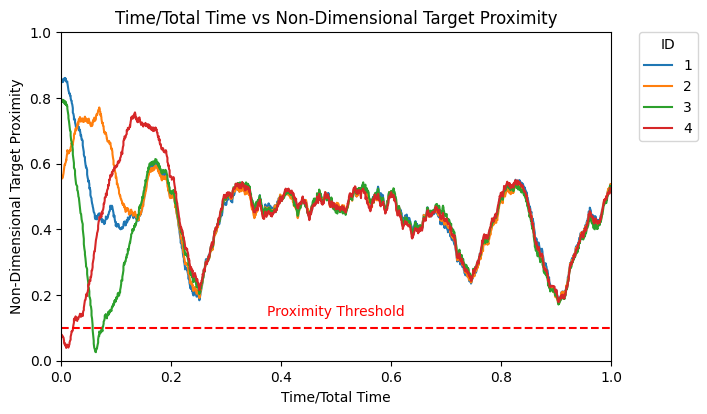 Time/Total Time vs Non-Dimensional Target Proximity
Non-Dimensional Target Proximity
1.0
0.8
0.6
0.4
0.2
0.0
Proximity Threshold
0.0 0.2 0.4 0.6 0.8 1.0
Time/Total Time
ID
1
2
3
4